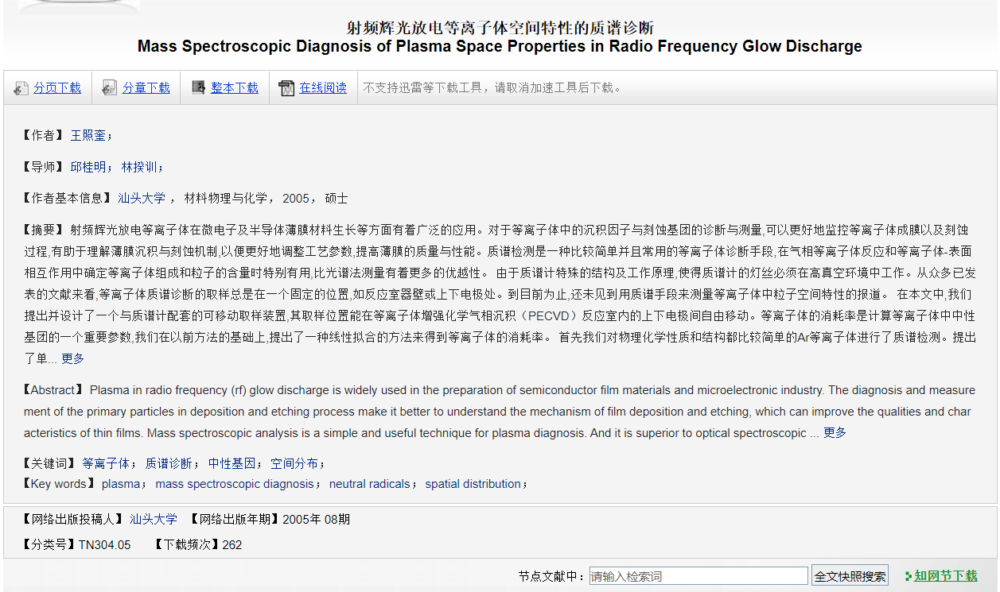 射频辉光放电等离子体空间特性的质谱诊断
Mass Spectroscopic Diagnosis of Plasma Space Properties in Radio Frequency Glow Discharge
分页下载 分章下载 整本下载 在线阅读 不支持迅雷等下载工具，请取消加速工具后下载。
【作者】 王照奎；
【导师】 邱桂明； 林揆训；
【作者基本信息】 汕头大学 ， 材料物理与化学， 2005， 硕士
【摘要】 射频辉光放电等离子体在微电子及半导体薄膜材料生长等方面有着广泛的应用。对于等离子体中的沉积因子与刻蚀基团的诊断与测量,可以更好地监控等离子体成膜以及刻蚀
过程,有助于理解薄膜沉积与刻蚀机制,以便更好地调整工艺参数,提高薄膜的质量与性能。质谱检测是一种比较简单并且常用的等离子体诊断手段,在气相等离子体反应和等离子体-表面
相互作用中确定等离子体组成和粒子的含量时特别有用,比光谱法测量有着更多的优越性。 由于质谱计特殊的结构及工作原理,使得质谱计的灯丝必须在高真空环境中工作。从众多已发
表的文献来看,等离子体质谱诊断的取样总是在一个固定的位置,如反应室器壁或上下电极处。到目前为止,还未见到用质谱手段来测量等离子体中粒子空间特性的报道。 在本文中,我们
提出并设计了一个与质谱计配套的可移动取样装置,其取样位置能在等离子体增强化学气相沉积（PECVD）反应室内的上下电极间自由移动。等离子体的消耗率是计算等离子体中中性
基团的一个重要参数,我们在以前方法的基础上,提出了一种线性拟合的方法来得到等离子体的消耗率。 首先我们对物理化学性质和结构都比较简单的Ar等离子体进行了质谱检测。提出
了单... 更多
【Abstract】 Plasma in radio frequency (rf) glow discharge is widely used in the preparation of semiconductor film materials and microelectronic industry. The diagnosis and measure
ment of the primary particles in deposition and etching process make it better to understand the mechanism of film deposition and etching, which can improve the qualities and char
acteristics of thin films. Mass spectroscopic analysis is a simple and useful technique for plasma diagnosis. And it is superior to optical spectroscopic ... 更多
【关键词】 等离子体； 质谱诊断； 中性基因； 空间分布；
【Key words】 plasma； mass spectroscopic diagnosis； neutral radicals； spatial distribution；
【网络出版投稿人】 汕头大学 【网络出版年期】2005年 08期
【分类号】TN304.05 【下载频次】262
节点文献中： 请输入检索词 全文快照搜索 知网节下载